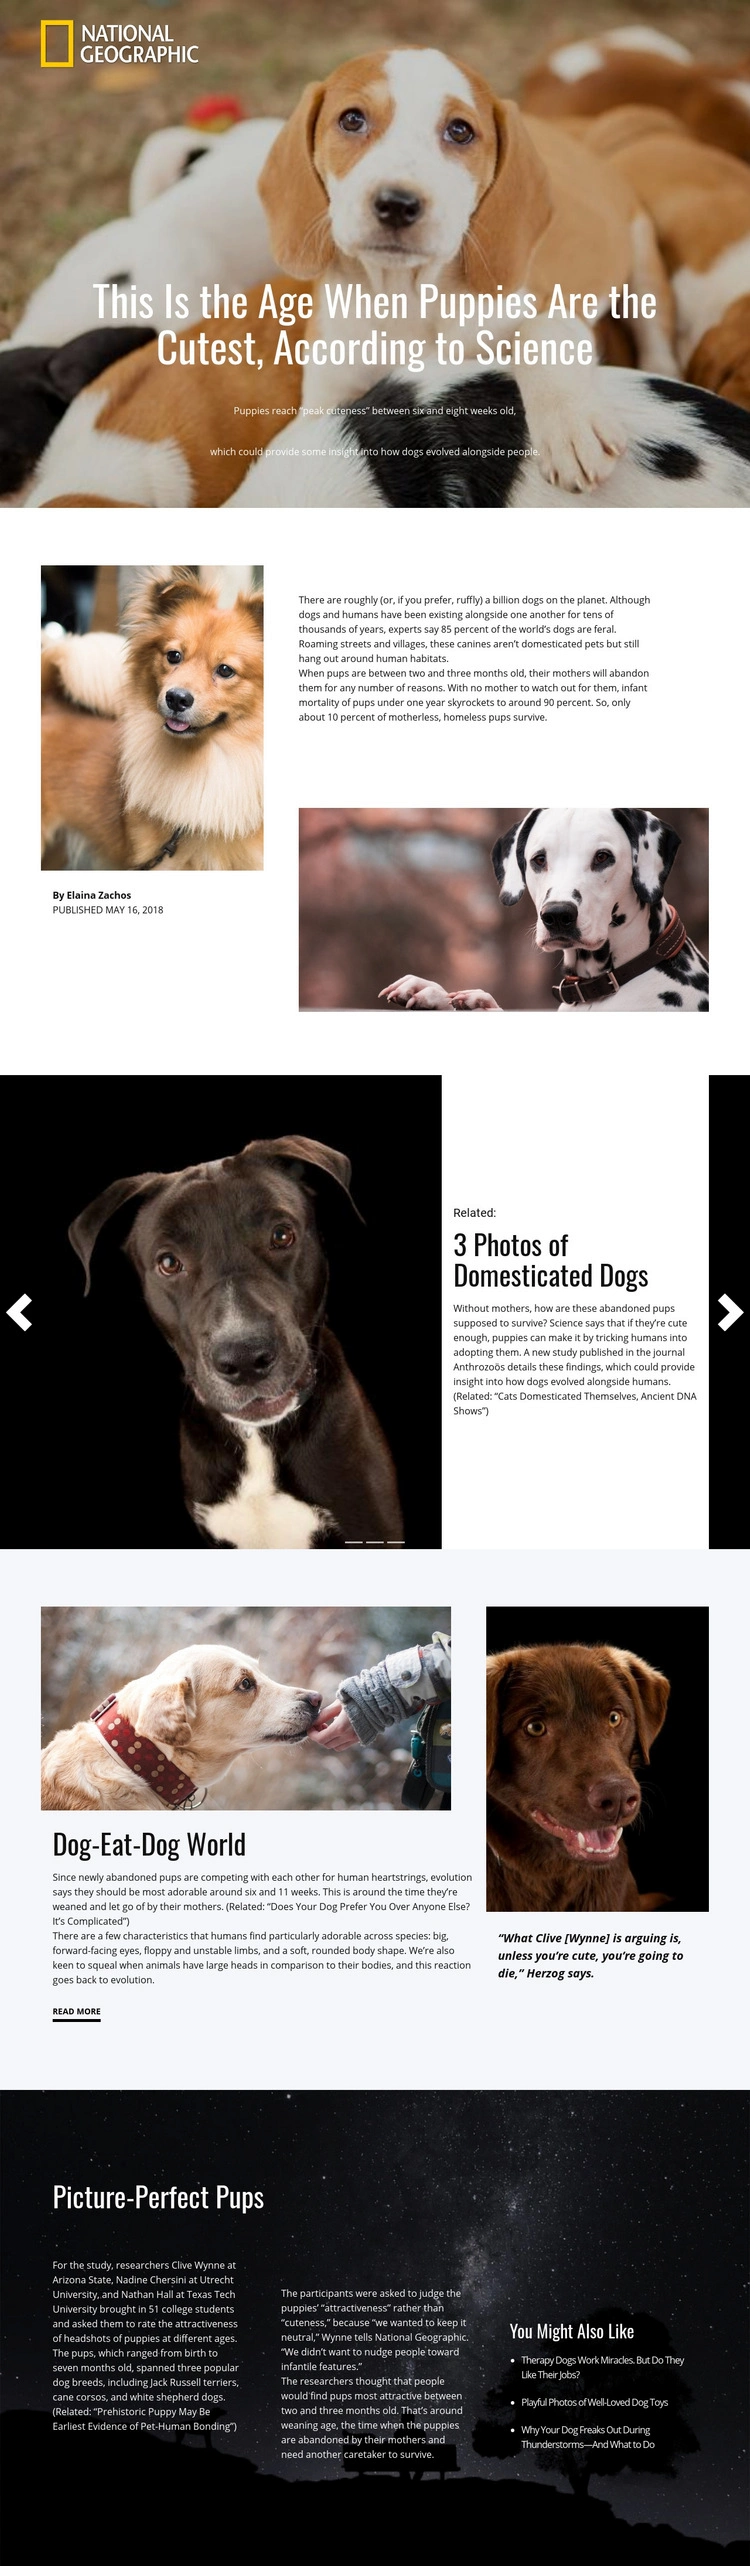 NATIONAL
GEOGRAPHIC
This Is the Age When Puppies Are the
Cutest, According to Science
Puppies reach “peak cuteness” between six and eight weeks old,
which could provide some insight into how dogs evolved alongside people.
There are roughly (or, if you prefer, ruffly) a billion dogs on the planet. Although
dogs and humans have been existing alongside one another for tens of
thousands of years, experts say 85 percent of the world’s dogs are feral.
Roaming streets and villages, these canines aren’t domesticated pets but still
hang out around human habitats.
When pups are between two and three months old, their mothers will abandon
them for any number of reasons. With no mother to watch out for them, infant
mortality of pups under one year skyrockets to around 90 percent. So, only
about 10 percent of motherless, homeless pups survive.
By Elaina Zachos
PUBLISHED MAY 16, 2018
Related:
3 Photos of
Domesticated Dogs
Without mothers, how are these abandoned pups
supposed to survive? Science says that if they’re cute
enough, puppies can make it by tricking humans into
adopting them. A new study published in the journal
Anthrozoös details these findings, which could provide
insight into how dogs evolved alongside humans.
(Related: “Cats Domesticated Themselves, Ancient DNA
Shows”)
Dog-Eat-Dog World
Since newly abandoned pups are competing with each other for human heartstrings, evolution
says they should be most adorable around six and 11 weeks. This is around the time they’re
weaned and let go of by their mothers. (Related: “Does Your Dog Prefer You Over Anyone Else?
It’s Complicated”)
There are a few characteristics that humans find particularly adorable across species: big,
forward-facing eyes, floppy and unstable limbs, and a soft, rounded body shape. We’re also
keen to squeal when animals have large heads in comparison to their bodies, and this reaction
goes back to evolution.
READ MORE
“What Clive [Wynne] is arguing is,
unless you’re cute, you’re going to
die,” Herzog says.
Picture-Perfect Pups
For the study, researchers Clive Wynne at
Arizona State, Nadine Chersini at Utrecht
University, and Nathan Hall at Texas Tech
University brought in 51 college students
and asked them to rate the attractiveness
of headshots of puppies at different ages.
The pups, which ranged from birth to
seven months old, spanned three popular
dog breeds, including Jack Russell terriers,
cane corsos, and white shepherd dogs.
(Related: “Prehistoric Puppy May Be
Earliest Evidence of Pet-Human Bonding”)
The participants were asked to judge the
puppies’ “attractiveness” rather than
“cuteness,” because “we wanted to keep it
neutral,” Wynne tells National Geographic.
“We didn’t want to nudge people toward
infantile features.”
The researchers thought that people
would find pups most attractive between
two and three months old. That’s around
weaning age, the time when the puppies
are abandoned by their mothers and
need another caretaker to survive.
You Might Also Like
Therapy Dogs Work Miracles. But Do They
Like Their Jobs?
Playful Photos of Well-Loved Dog Toys
Why Your Dog Freaks Out During
Thunderstorms—And What to Do